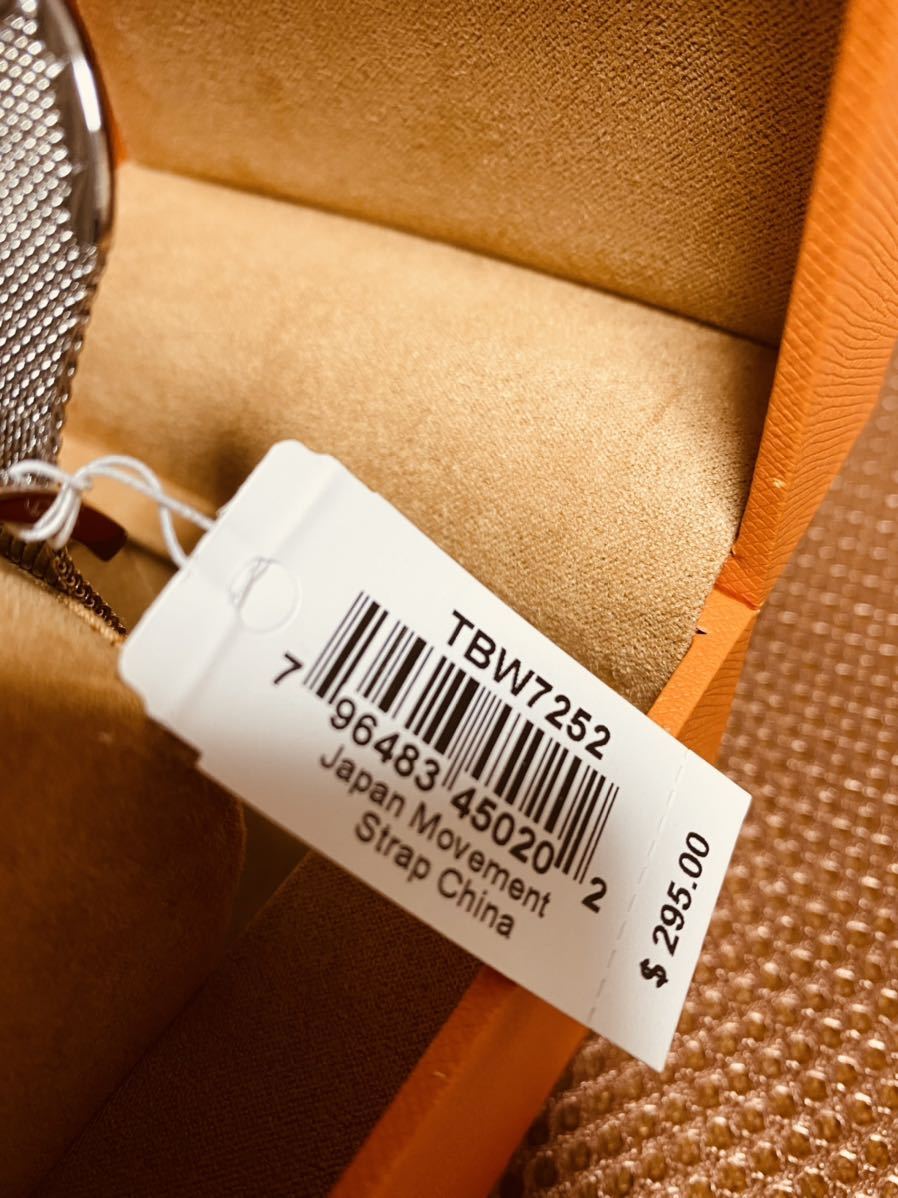 TBW7252
7 96483 45020 2
Japan Movement
Strap China
$ 295.00